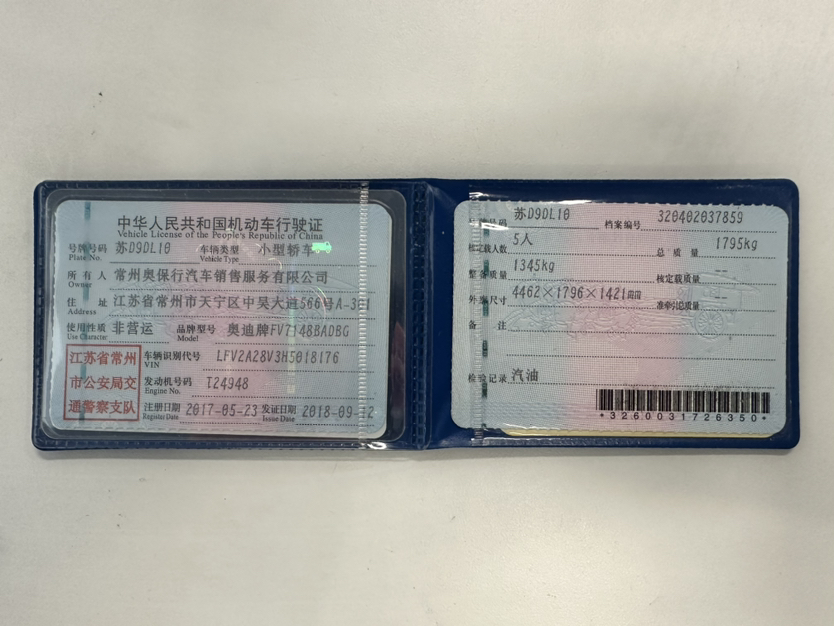 中华人民共和国机动车行驶证
Vehicle License of the People's Republic of China
号牌号码 苏D9DL10 车辆类型 小型轿车
Plate No. Vehicle Type
所有人 常州奥保行汽车销售服务有限公司
Owner
住址 江苏省常州市天宁区中吴大道566号A-3-1
Address
使用性质 非营运 品牌型号 奥迪牌FV7148BADBG
Use Character Model
江苏省常州市公安局交通警察支队
车辆识别代号 LFV2A28V3H5018176
VIN
发动机号码 T24948
Engine No.
注册日期 2017-05-23 发证日期 2018-09-12
Register Date Issue Date
号牌号码 苏D9DL10 档案编号 320402037859
核定载人数 5人 总质量 1795kg
整备质量 1345kg 核定载质量 --
外廓尺寸 4462×1796×1421 准牵引总质量 --
备注
检验记录 汽油
*3260031726350*